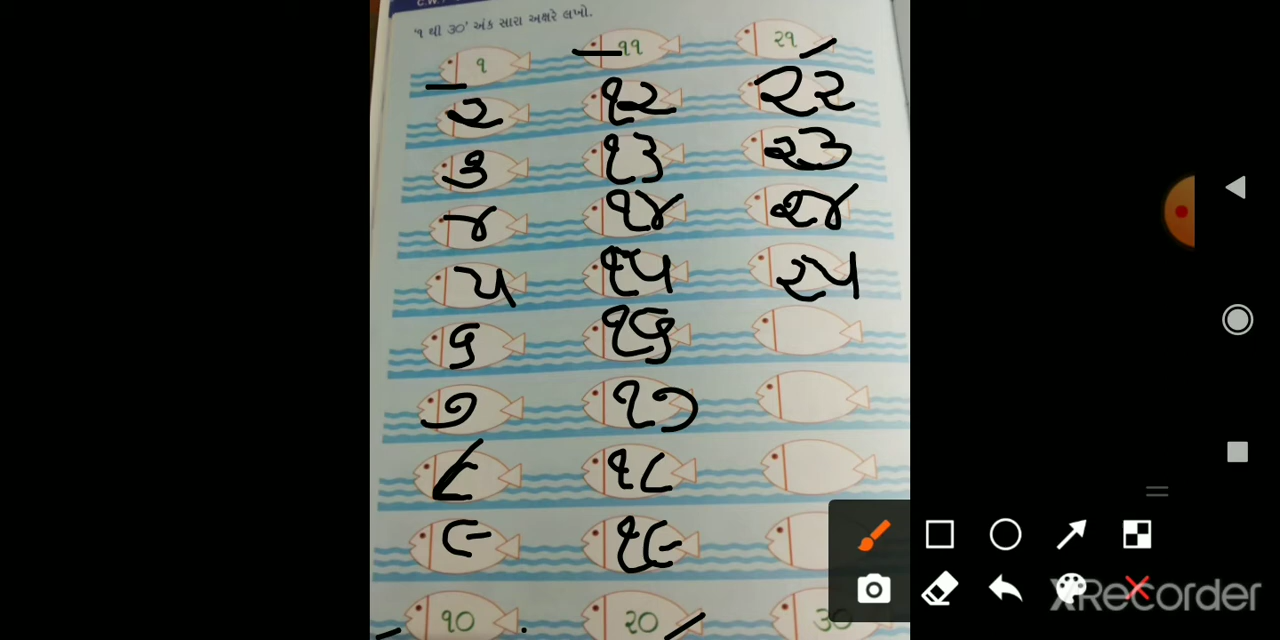 '૧ થી ૩૦' અંક સારા અક્ષરે લખો.
૧ ૧૧ ૨૧
૨ ૧૨ ૨૨
૩ ૧૩ ૨૩
૪ ૧૪ ૨૪
૫ ૧૫ ૨૫
૬ ૧૬
૭ ૧૭
૮ ૧૮
૯ ૧૯
૧૦ ૨૦ ૩૦
XRecorder